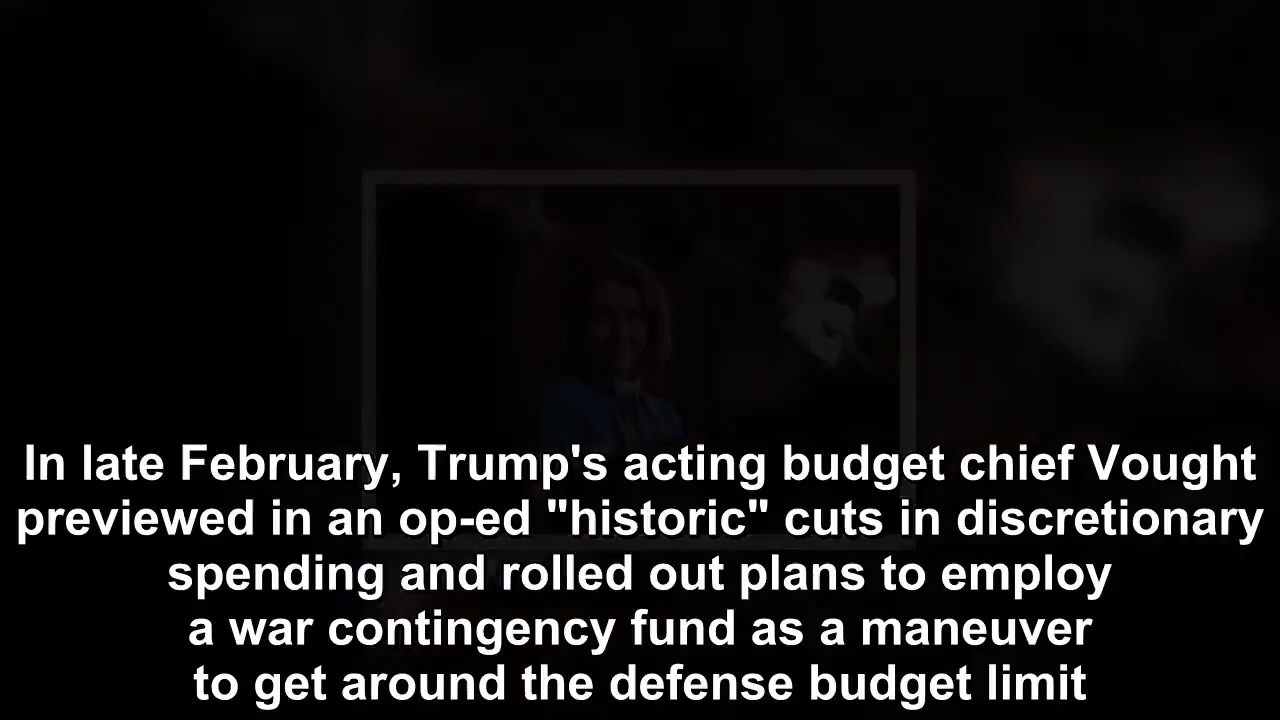 In late February, Trump's acting budget chief Vought
previewed in an op-ed "historic" cuts in discretionary
spending and rolled out plans to employ
a war contingency fund as a maneuver
to get around the defense budget limit